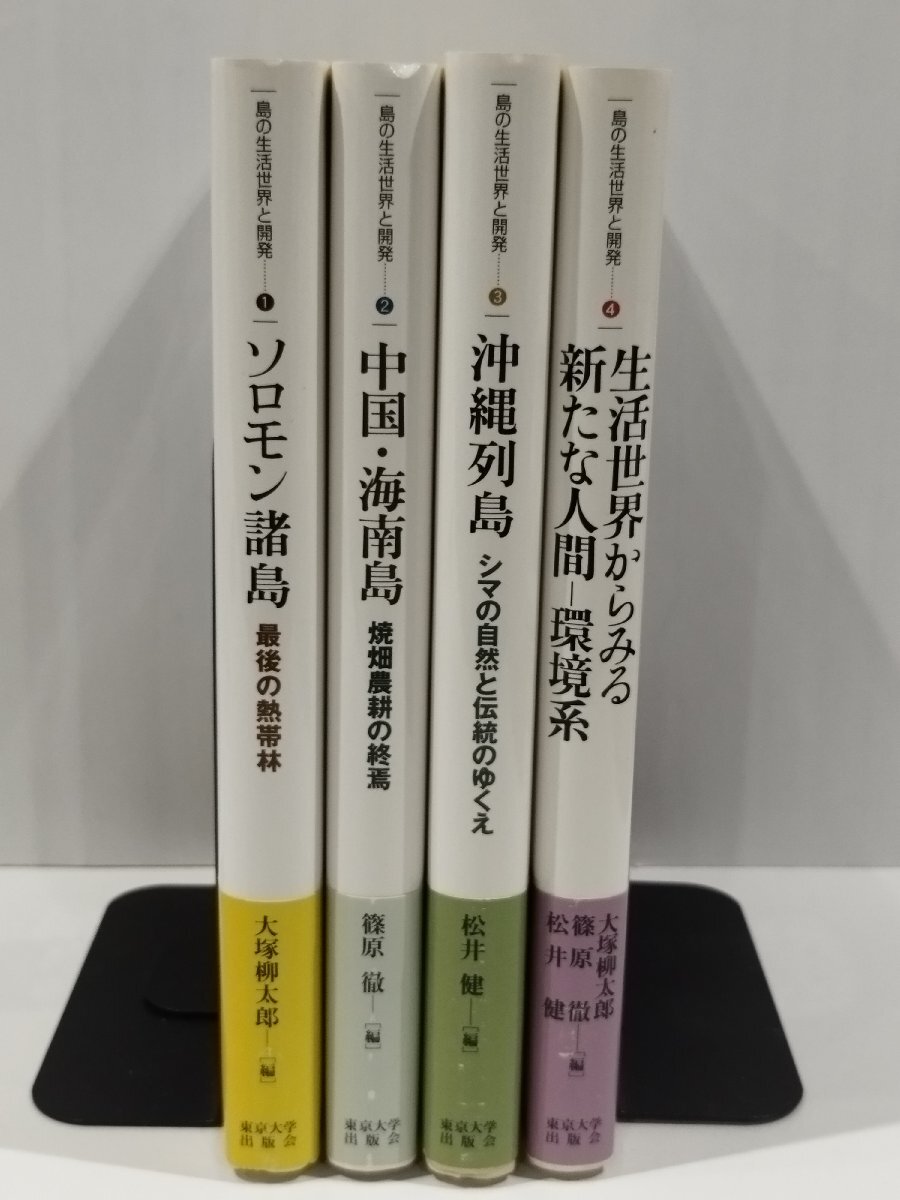 島の生活世界と開発………❶
ソロモン諸島
最後の熱帯林
大塚柳太郎―[編]
東京大学
出版会
島の生活世界と開発………❷
中国・海南島
焼畑農耕の終焉
篠原 徹―[編]
東京大学
出版会
島の生活世界と開発………❸
沖縄列島
シマの自然と伝統のゆくえ
松井 健―[編]
東京大学
出版会
島の生活世界と開発………❹
生活世界からみる
新たな人間―環境系
大塚柳太郎
篠原 徹―[編]
松井 健
東京大学
出版会